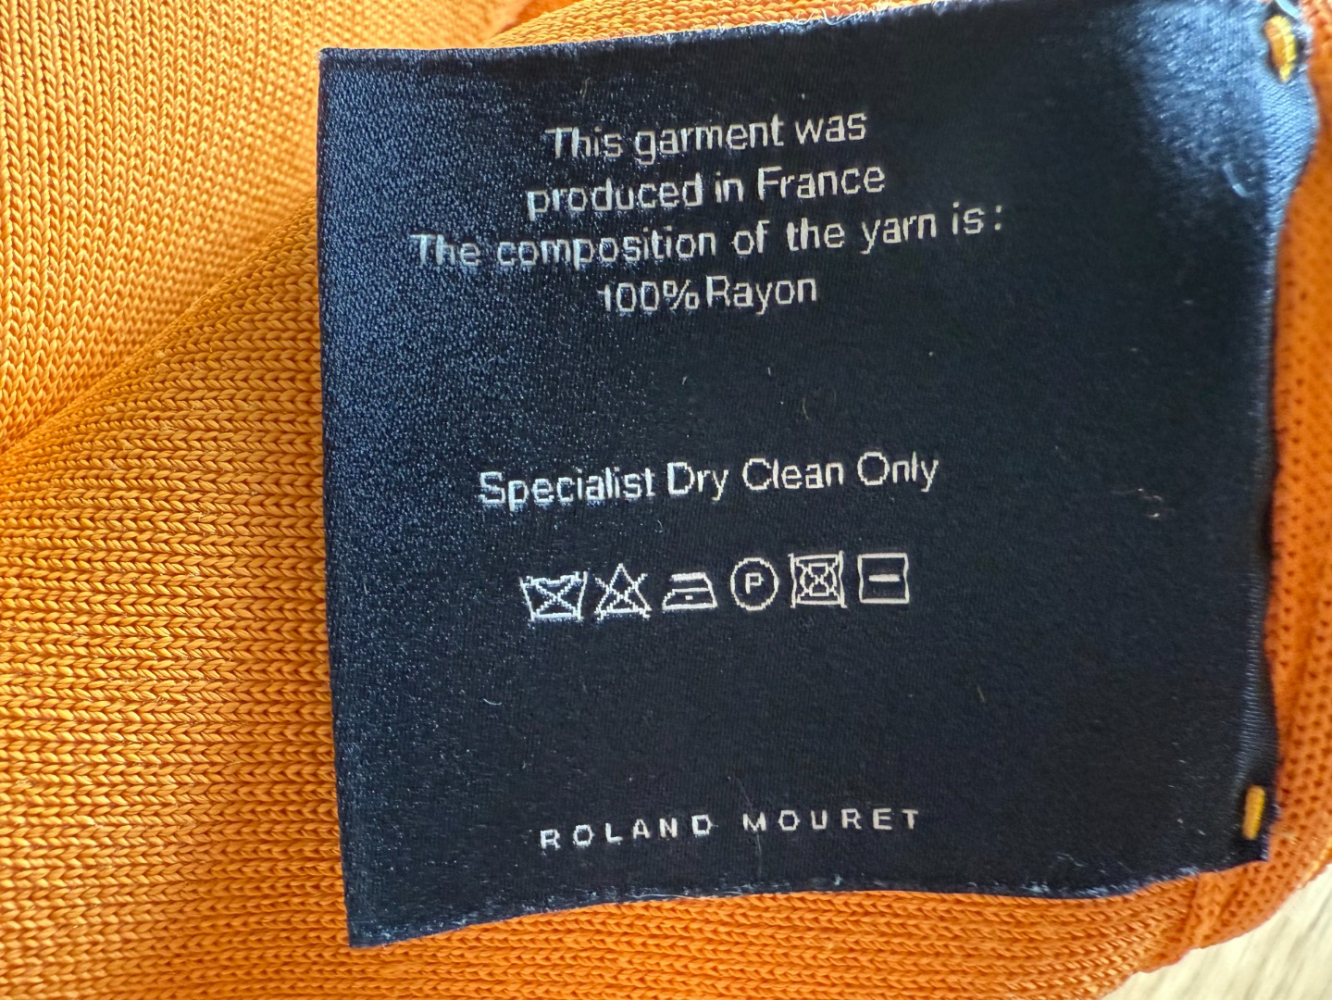 This garment was
produced in France
The composition of the yarn is:
100% Rayon
Specialist Dry Clean Only
P
ROLAND MOURET